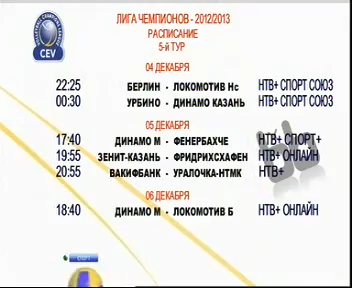 ЛИГА ЧЕМПИОНОВ - 2012/2013
РАСПИСАНИЕ
5-й ТУР
CEV
04 ДЕКАБРЯ
22:25 БЕРЛИН - ЛОКОМОТИВ Нс НТВ+ СПОРТ СОЮЗ
00:30 УРБИНО - ДИНАМО КАЗАНЬ НТВ+ СПОРТ СОЮЗ
05 ДЕКАБРЯ
17:40 ДИНАМО М - ФЕНЕРБАХЧЕ НТВ+ СПОРТ+
19:55 ЗЕНИТ-КАЗАНЬ - ФРИДРИХСХАФЕН НТВ+ ОНЛАЙН
20:55 ВАКИФБАНК - УРАЛОЧКА-НТМК НТВ+
06 ДЕКАБРЯ
18:40 ДИНАМО М - ЛОКОМОТИВ Б НТВ+ ОНЛАЙН
СПОРТ